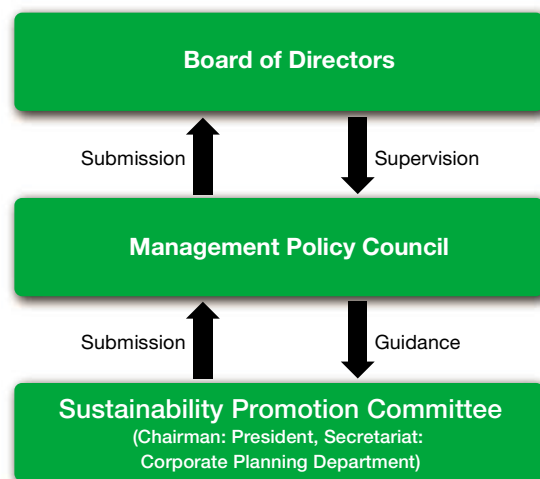 Board of Directors
Submission
Supervision
Management Policy Council
Submission
Guidance
Sustainability Promotion Committee
(Chairman: President, Secretariat:
Corporate Planning Department)